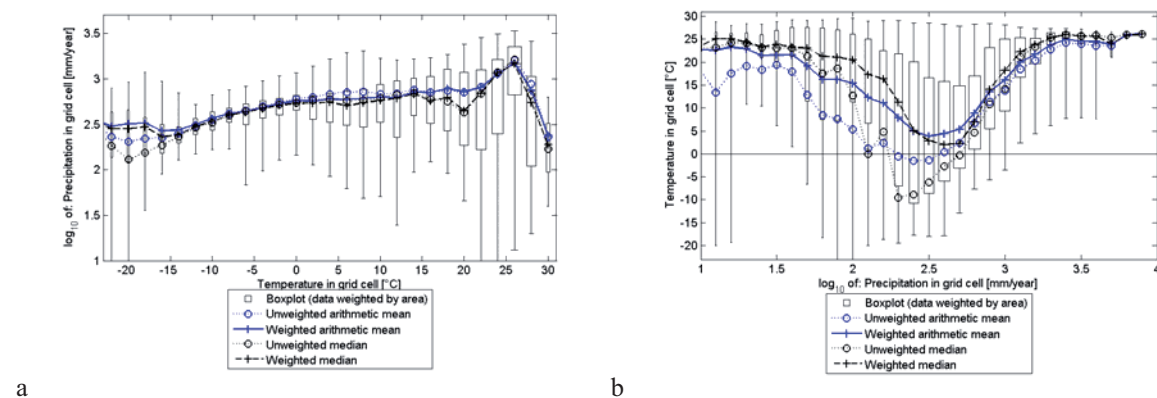 3.5
3
2.5
2
1.5
1
log10 of: Precipitation in grid cell [mm/year]
-20 -15 -10 -5 0 5 10 15 20 25 30
Temperature in grid cell [°C]
Boxplot (data weighted by area)
Unweighted arithmetic mean
Weighted arithmetic mean
Unweighted median
Weighted median
a
30
25
20
15
10
5
0
-5
-10
-15
-20
Temperature in grid cell [°C]
1 1.5 2 2.5 3 3.5 4
log10 of: Precipitation in grid cell [mm/year]
Boxplot (data weighted by area)
Unweighted arithmetic mean
Weighted arithmetic mean
Unweighted median
Weighted median
b